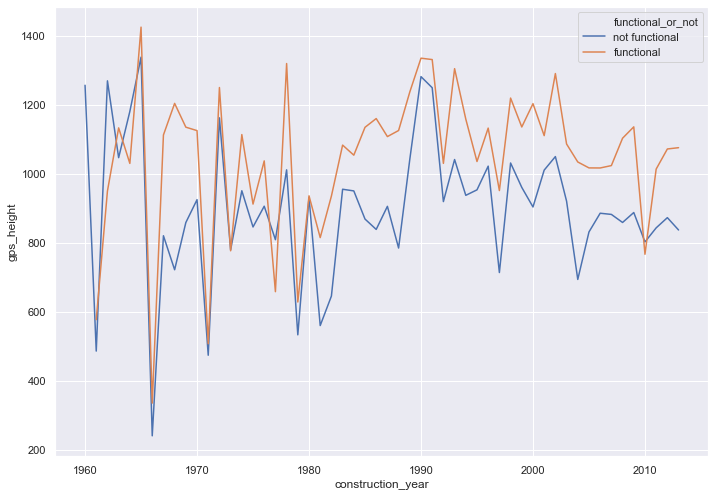 functional_or_not
not functional
functional
1400
1200
1000
800
600
400
200
gps_height
1960
1970
1980
1990
2000
2010
construction_year